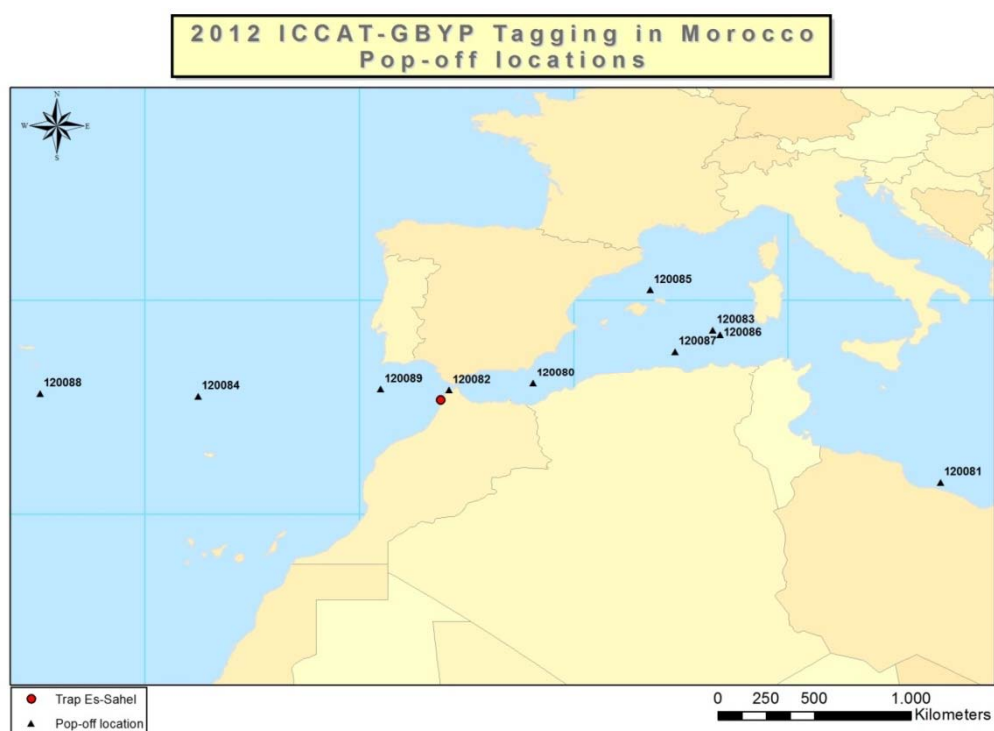 2012 ICCAT-GBYP Tagging in Morocco
Pop-off locations
N
W E
S
120085
120083
120086
120087
120088
120084
120089
120082
120080
120081
Trap Es-Sahel
Pop-off location
0 250 500 1.000
Kilometers